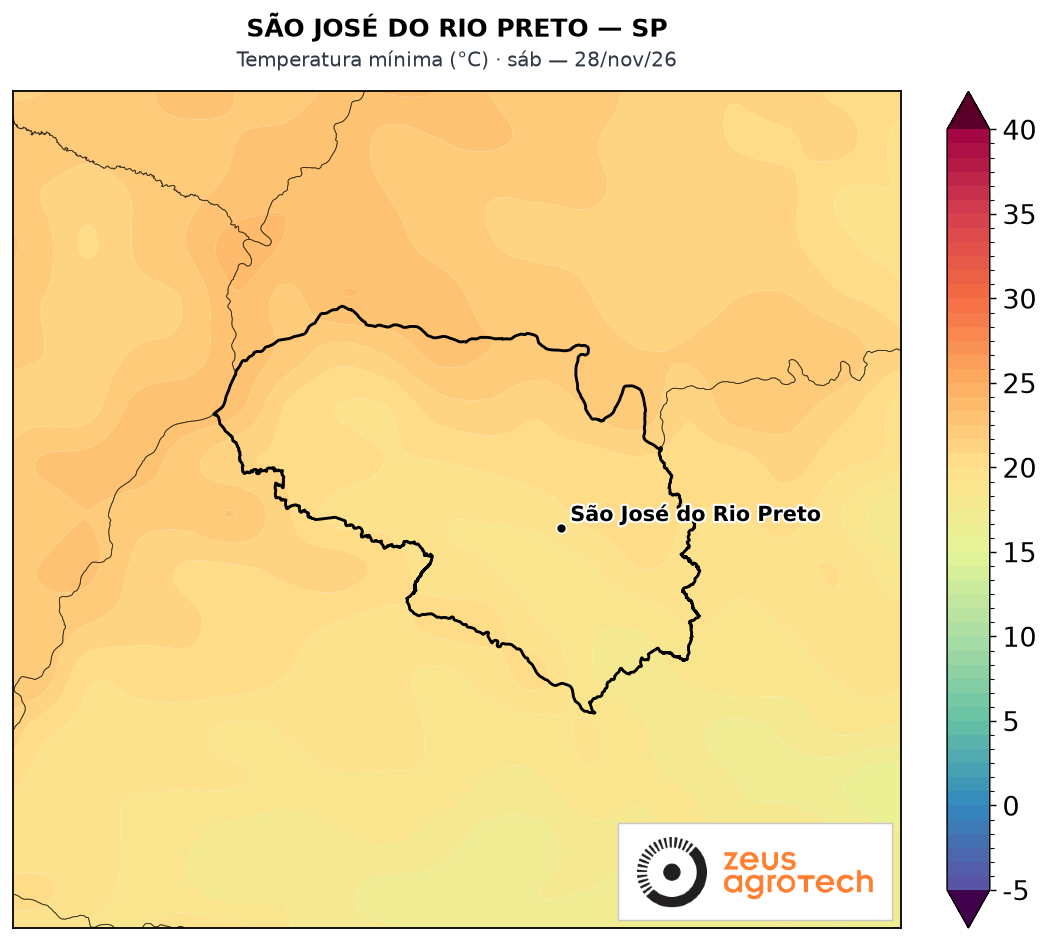 SÃO JOSÉ DO RIO PRETO — SP
Temperatura mínima (°C) · sáb — 28/nov/26
40
35
30
25
20
15
10
5
0
-5
São José do Rio Preto
zeus
agrotech